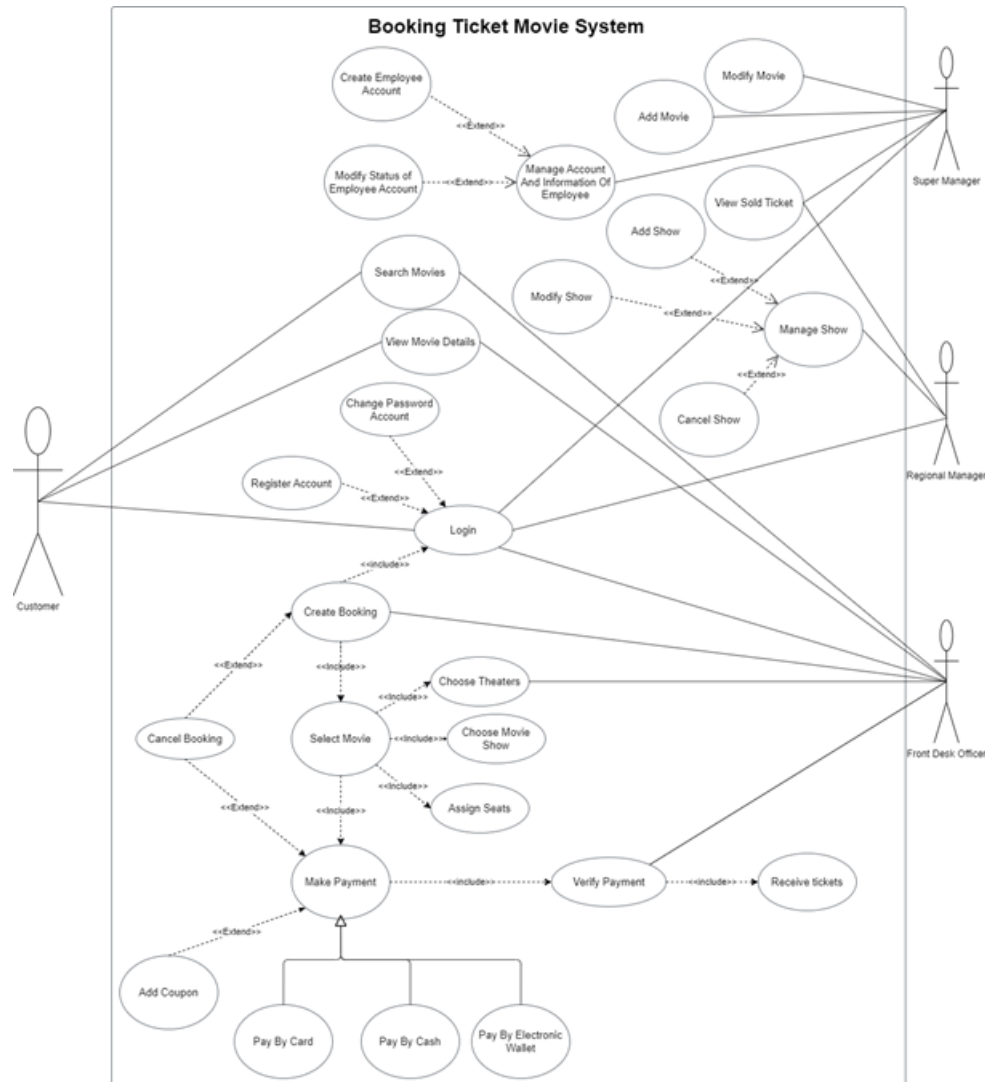 Booking Ticket Movie System
Create Employee
Account
Modify Movie
Add Movie
<<Extend>>
Modify Status of
Employee Account
<<Extend>>
Manage Account
And Information Of
Employee
Super Manager
View Sold Ticket
Add Show
Search Movies
<<Extend>>
Modify Show
<<Extend>>
Manage Show
View Movie Details
<<Extend>>
Change Password
Account
Cancel Show
<<Extend>>
Regional Manager
Register Account
<<Extend>>
Login
<<include>>
Customer
Create Booking
<<Extend>>
<<Include>>
Choose Theaters
<<Include>>
Cancel Booking
Select Movie
<<Include>>
Choose Movie
Show
Front Desk Officer
<<Include>>
<<Extend>>
<<Include>>
Assign Seats
Make Payment
<<include>>
Verify Payment
<<include>>
Receive tickets
<<Extend>>
Add Coupon
Pay By Card
Pay By Cash
Pay By Electronic
Wallet